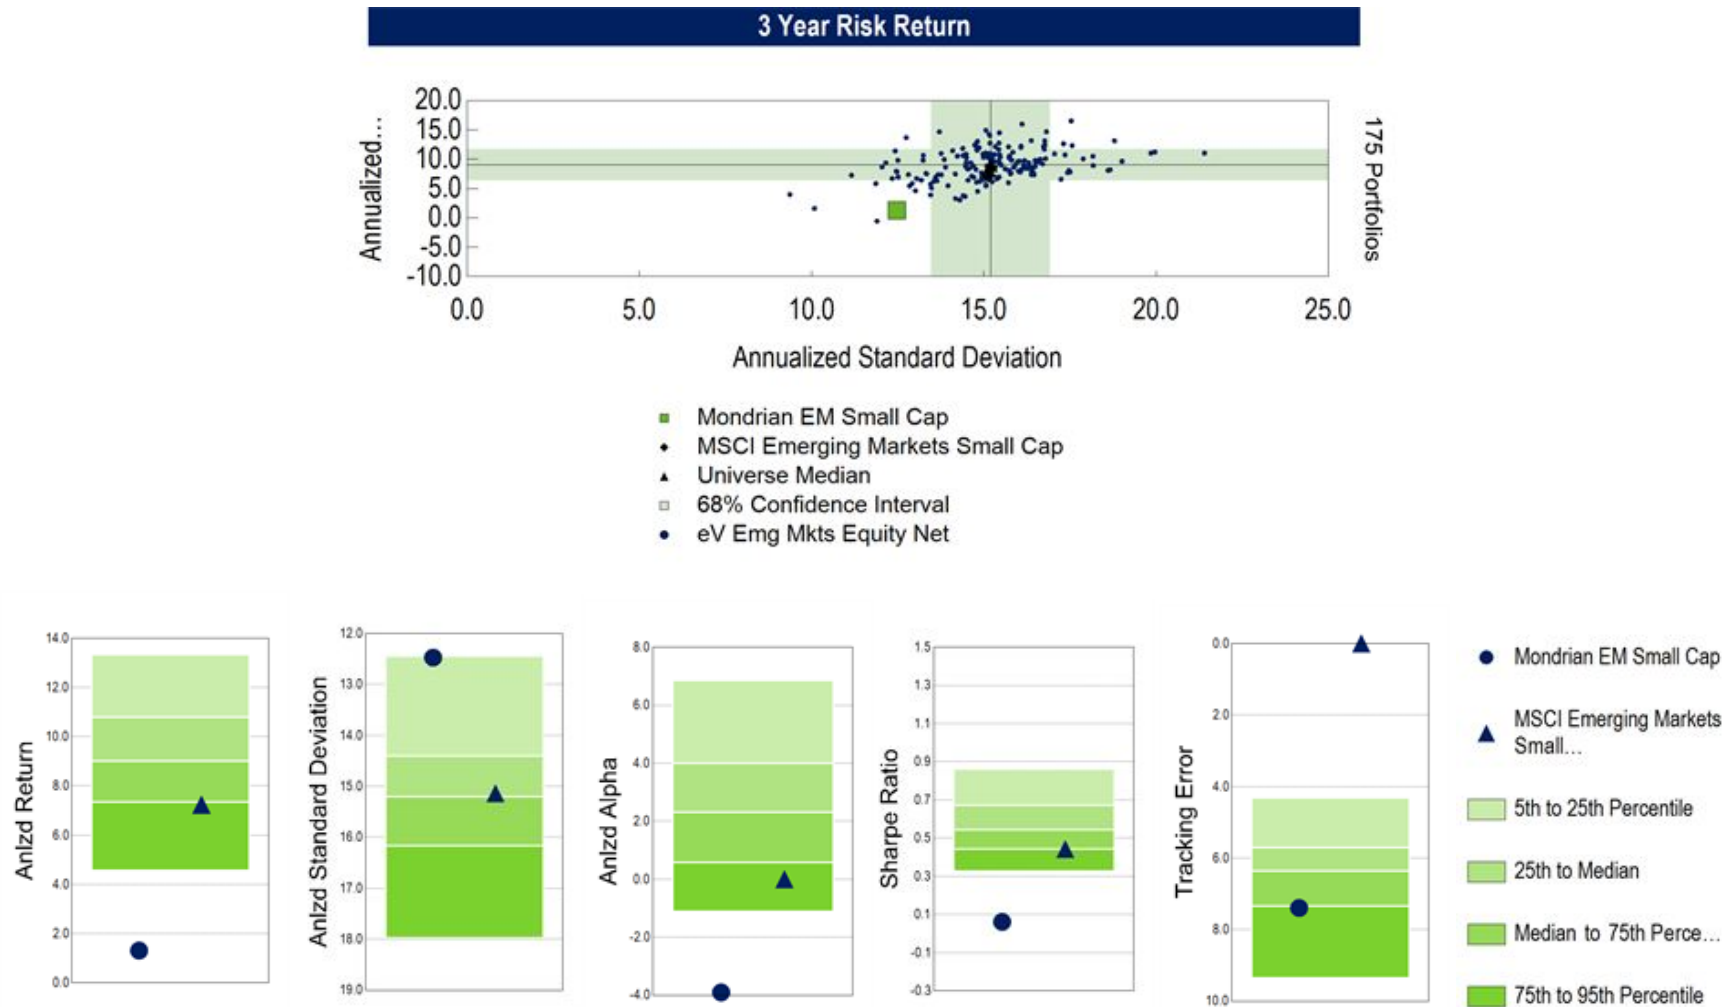 3 Year Risk Return
Annualized...
20.0
15.0
10.0
5.0
0.0
-5.0
-10.0
0.0
5.0
10.0
15.0
20.0
25.0
175 Portfolios
Annualized Standard Deviation
Mondrian EM Small Cap
MSCI Emerging Markets Small Cap
Universe Median
68% Confidence Interval
eV Emg Mkts Equity Net
Anlzd Return
14.0
12.0
10.0
8.0
6.0
4.0
2.0
0.0
Anlzd Standard Deviation
12.0
13.0
14.0
15.0
16.0
17.0
18.0
19.0
Anlzd Alpha
8.0
6.0
4.0
2.0
0.0
-2.0
-4.0
Sharpe Ratio
1.5
1.3
1.1
0.9
0.7
0.5
0.3
0.1
-0.1
-0.3
Tracking Error
0.0
2.0
4.0
6.0
8.0
10.0
Mondrian EM Small Cap
MSCI Emerging Markets
Small...
5th to 25th Percentile
25th to Median
Median to 75th Perce...
75th to 95th Percentile